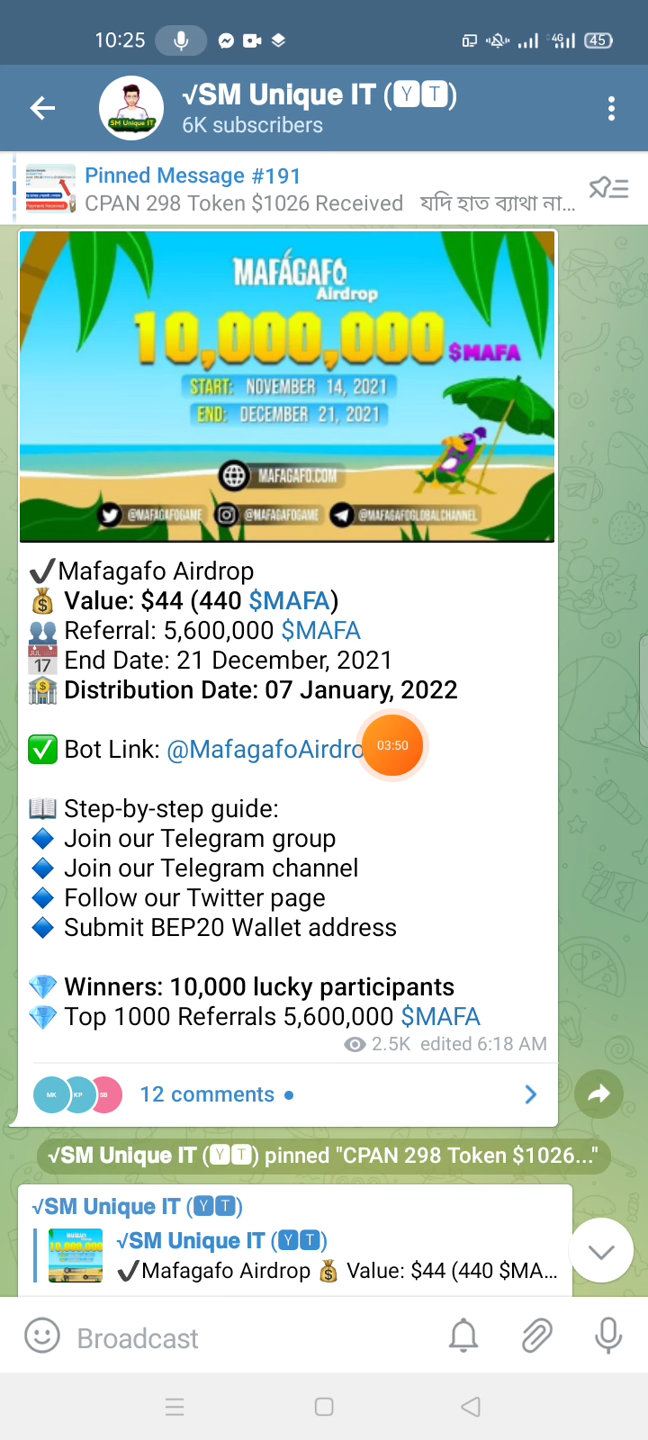 10:25
4G
45
√SM Unique IT (🆈🆃)
6K subscribers
SM Unique IT
Pinned Message #191
CPAN 298 Token $1026 Received যদি হাত ব্যাথা না...
MAFÁGAFO
Airdrop
10,000,000 $MAFA
START: NOVEMBER 14, 2021
END: DECEMBER 21, 2021
MAFAGAFO.COM
@MAFAGAFOGAME @MAFAGAFOGAME @MAFAGAFOGLOBALCHANNEL
✔️Mafagafo Airdrop
💰 Value: $44 (440 $MAFA)
👥 Referral: 5,600,000 $MAFA
📅 End Date: 21 December, 2021
🏦 Distribution Date: 07 January, 2022
✅ Bot Link: @MafagafoAirdro
03:50
📖 Step-by-step guide:
🔹 Join our Telegram group
🔹 Join our Telegram channel
🔹 Follow our Twitter page
🔹 Submit BEP20 Wallet address
💎 Winners: 10,000 lucky participants
💎 Top 1000 Referrals 5,600,000 $MAFA
2.5K edited 6:18 AM
MK KP SB 12 comments
√SM Unique IT (🆈🆃) pinned "CPAN 298 Token $1026..."
√SM Unique IT (🆈🆃)
√SM Unique IT (🆈🆃)
✔️Mafagafo Airdrop 💰 Value: $44 (440 $MA...
Broadcast